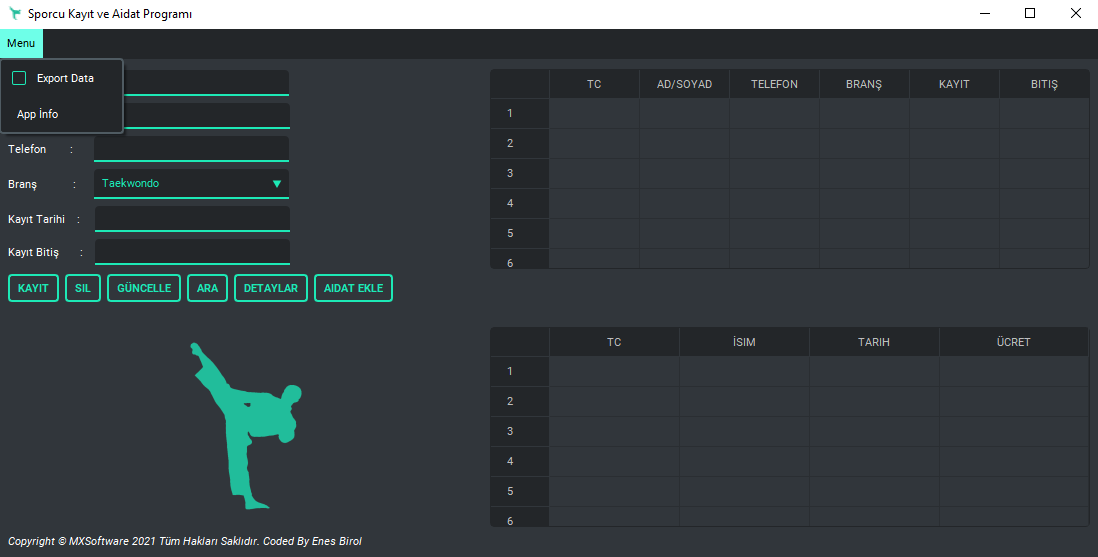 Sporcu Kayıt ve Aidat Programı
Menu
Export Data
App İnfo
Telefon :
Branş : Taekwondo
Kayıt Tarihi :
Kayıt Bitiş :
KAYIT SIL GÜNCELLE ARA DETAYLAR AIDAT EKLE
TC AD/SOYAD TELEFON BRANŞ KAYIT BITIŞ
1
2
3
4
5
6
TC İSIM TARIH ÜCRET
1
2
3
4
5
6
Copyright © MXSoftware 2021 Tüm Hakları Saklıdır. Coded By Enes Birol